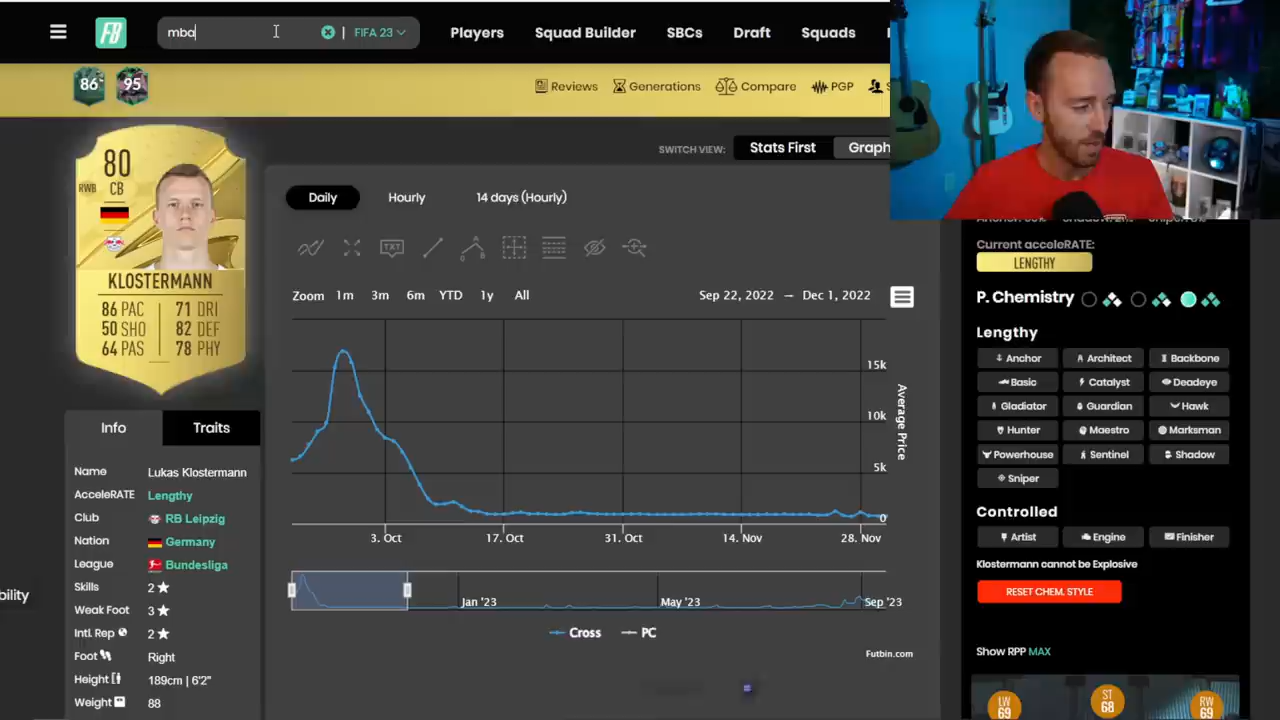 FB mba | FIFA 23 Players Squad Builder SBCs Draft Squads
86 95 Reviews Generations Compare PGP
SWITCH VIEW: Stats First Graph
80
RWB CB
KLOSTERMANN
86 PAC 71 DRI
50 SHO 82 DEF
64 PAS 78 PHY
Daily Hourly 14 days (Hourly)
TXT
Zoom 1m 3m 6m YTD 1y All Sep 22, 2022 → Dec 1, 2022
15k
10k
5k
0
Average Price
3. Oct 17. Oct 31. Oct 14. Nov 28. Nov
Jan '23 May '23 Sep '23
Cross PC
Futbin.com
Info Traits
Name Lukas Klostermann
AcceleRATE Lengthy
Club RB Leipzig
Nation Germany
League Bundesliga
Skills 2
Weak Foot 3
Intl. Rep 2
Foot Right
Height 189cm | 6'2"
Weight 88
bility
Current acceleRATE:
LENGTHY
P. Chemistry
Lengthy
Anchor Architect Backbone
Basic Catalyst Deadeye
Gladiator Guardian Hawk
Hunter Maestro Marksman
Powerhouse Sentinel Shadow
Sniper
Controlled
Artist Engine Finisher
Klostermann cannot be Explosive
RESET CHEM. STYLE
Show RPP MAX
LW 69 ST 68 RW 69